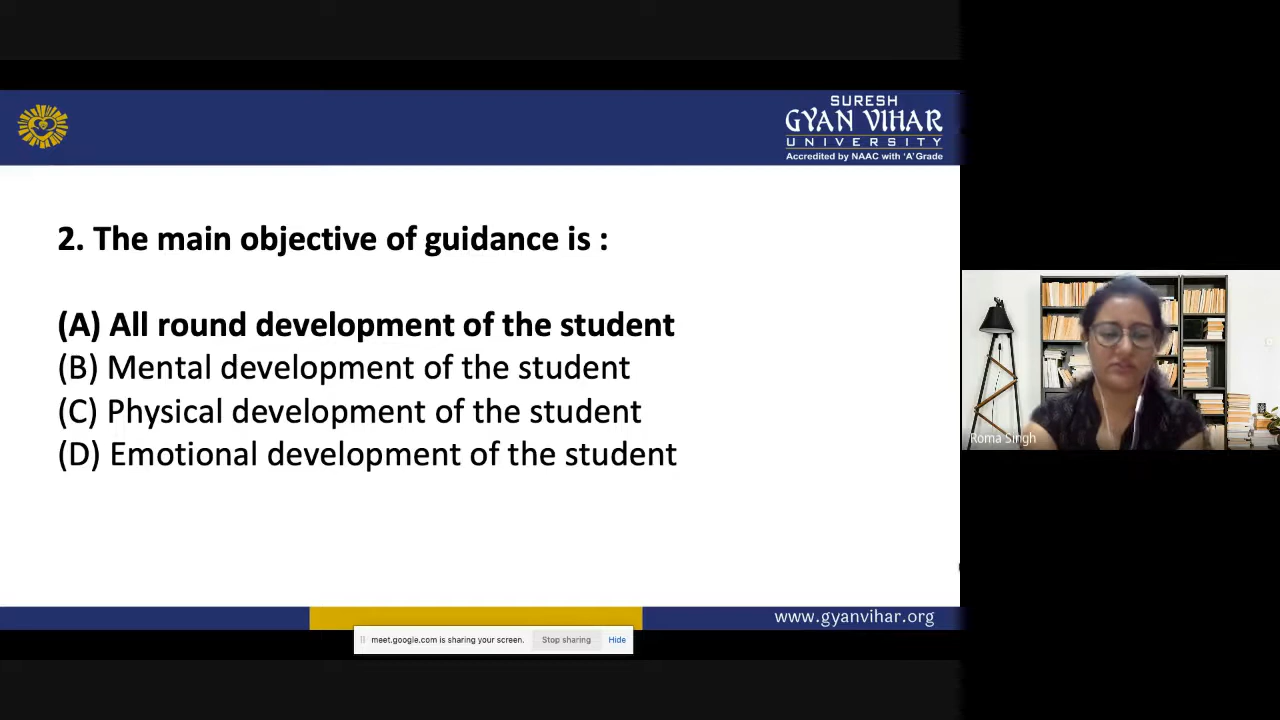 SURESH
GYAN VIHAR
UNIVERSITY
Accredited by NAAC with 'A' Grade
2. The main objective of guidance is :
(A) All round development of the student
(B) Mental development of the student
(C) Physical development of the student
(D) Emotional development of the student
Roma Singh
www.gyanvihar.org
meet.google.com is sharing your screen. Stop sharing Hide